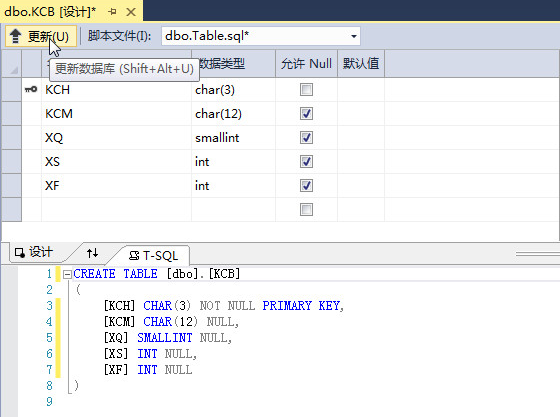 dbo.KCB [设计]*
更新(U) 脚本文件(I): dbo.Table.sql*
数据类型 允许 Null 默认值
更新数据库 (Shift+Alt+U)
KCH char(3)
KCM char(12)
XQ smallint
XS int
XF int
设计 T-SQL
1 CREATE TABLE [dbo].[KCB]
2 (
3 [KCH] CHAR(3) NOT NULL PRIMARY KEY,
4 [KCM] CHAR(12) NULL,
5 [XQ] SMALLINT NULL,
6 [XS] INT NULL,
7 [XF] INT NULL
8 )